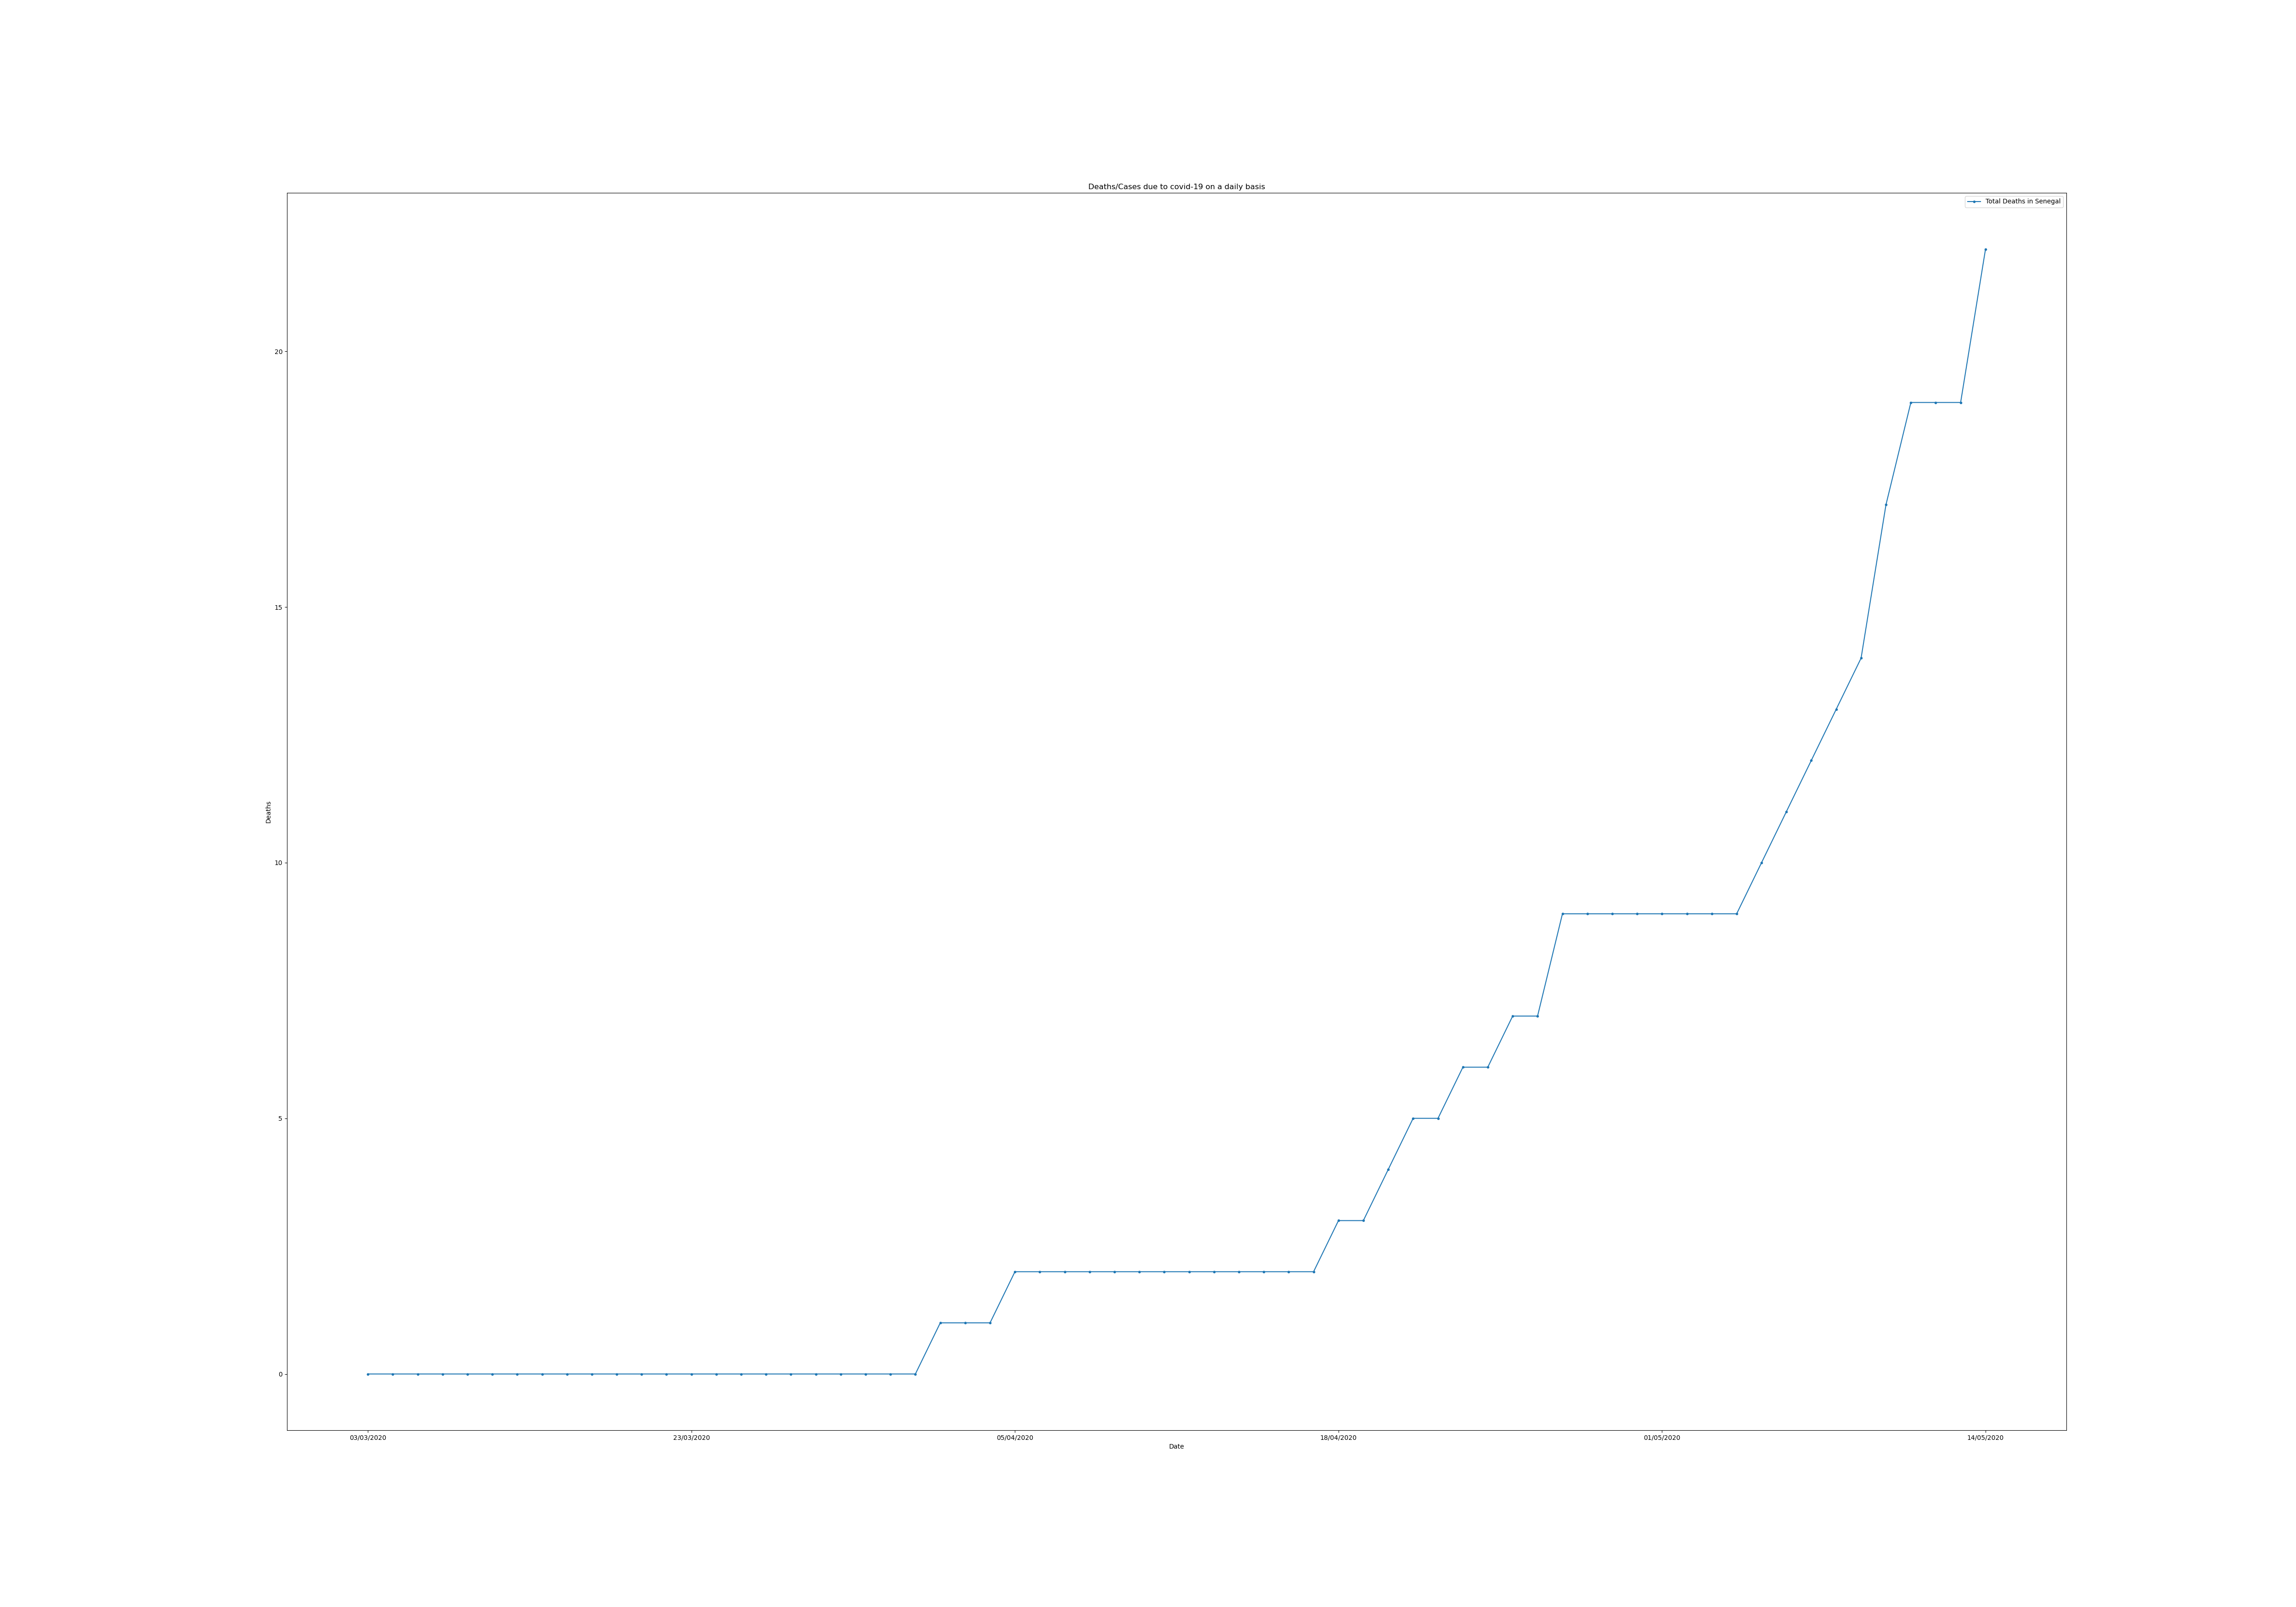 Deaths/Cases due to covid-19 on a daily basis
Total Deaths in Senegal
20
15
10
5
0
Deaths
03/03/2020 23/03/2020 05/04/2020 18/04/2020 01/05/2020 14/05/2020
Date